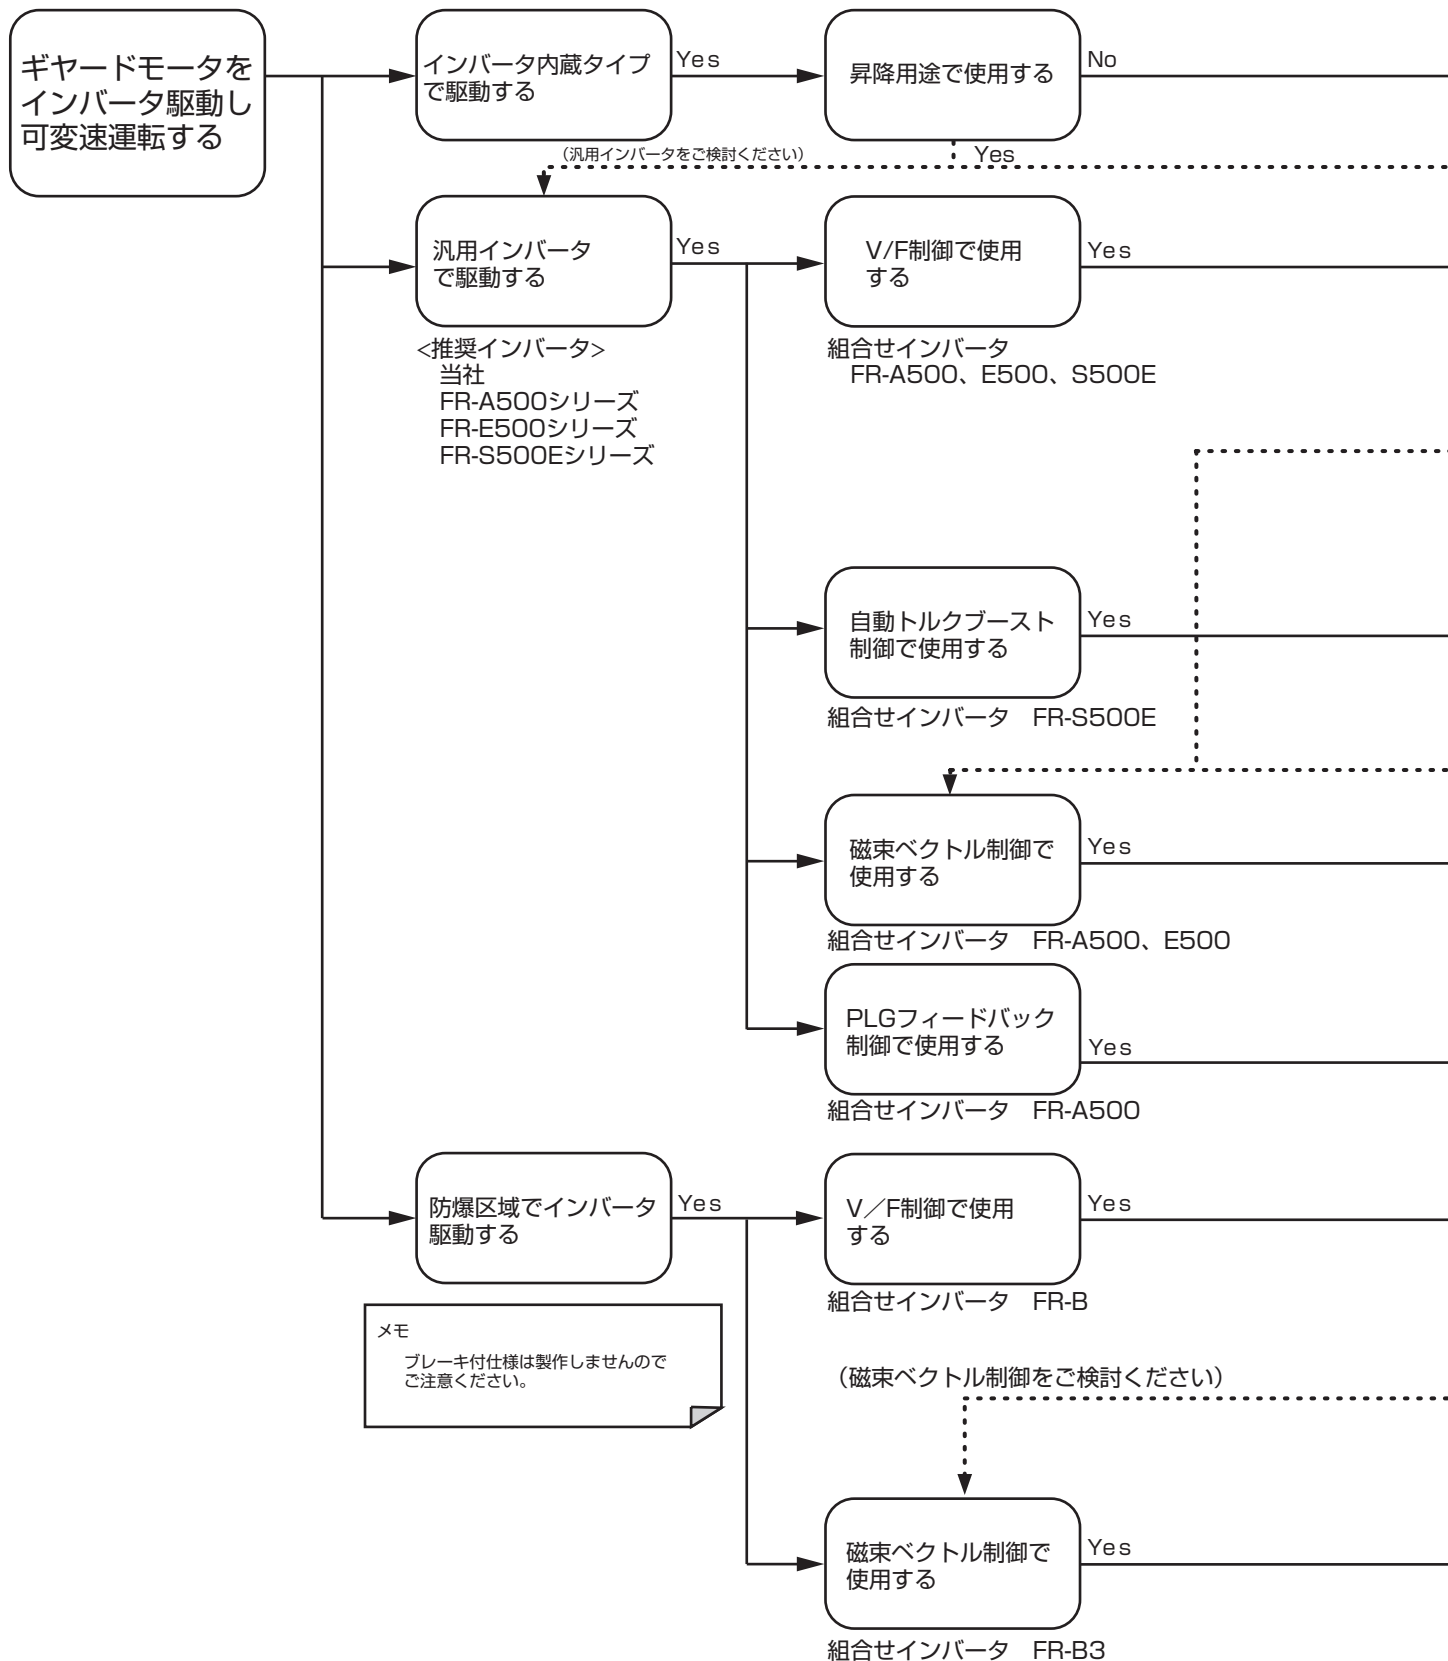 ギヤードモータを
インバータ駆動し
可変速運転する
インバータ内蔵タイプ
で駆動する
Yes
昇降用途で使用する
No
(汎用インバータをご検討ください)
Yes
汎用インバータ
で駆動する
Yes
V/F制御で使用
する
Yes
<推奨インバータ>
当社
FR-A500シリーズ
FR-E500シリーズ
FR-S500Eシリーズ
組合せインバータ
FR-A500、E500、S500E
自動トルクブースト
制御で使用する
Yes
組合せインバータ　FR-S500E
磁束ベクトル制御で
使用する
Yes
組合せインバータ　FR-A500、E500
PLGフィードバック
制御で使用する
Yes
組合せインバータ　FR-A500
防爆区域でインバータ
駆動する
Yes
V／F制御で使用
する
Yes
組合せインバータ　FR-B
メモ
ブレーキ付仕様は製作しませんので
ご注意ください。
（磁束ベクトル制御をご検討ください）
磁束ベクトル制御で
使用する
Yes
組合せインバータ　FR-B3